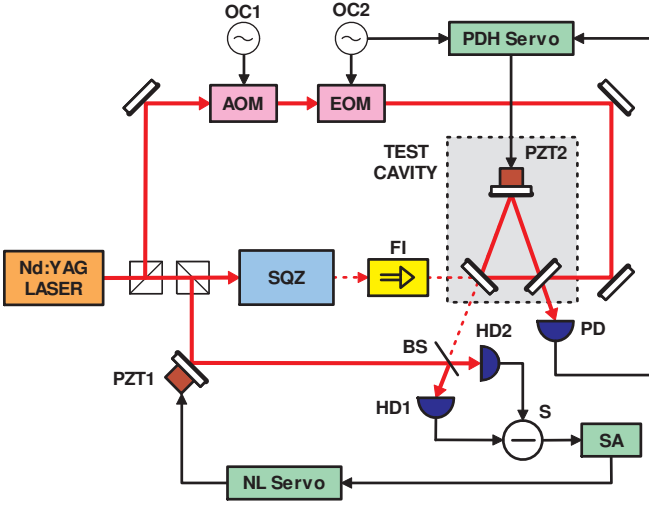 OC1
OC2
PDH Servo
AOM
EOM
TEST
CAVITY
PZT2
Nd:YAG
LASER
SQZ
FI
BS
HD2
PD
PZT1
HD1
S
SA
NL Servo